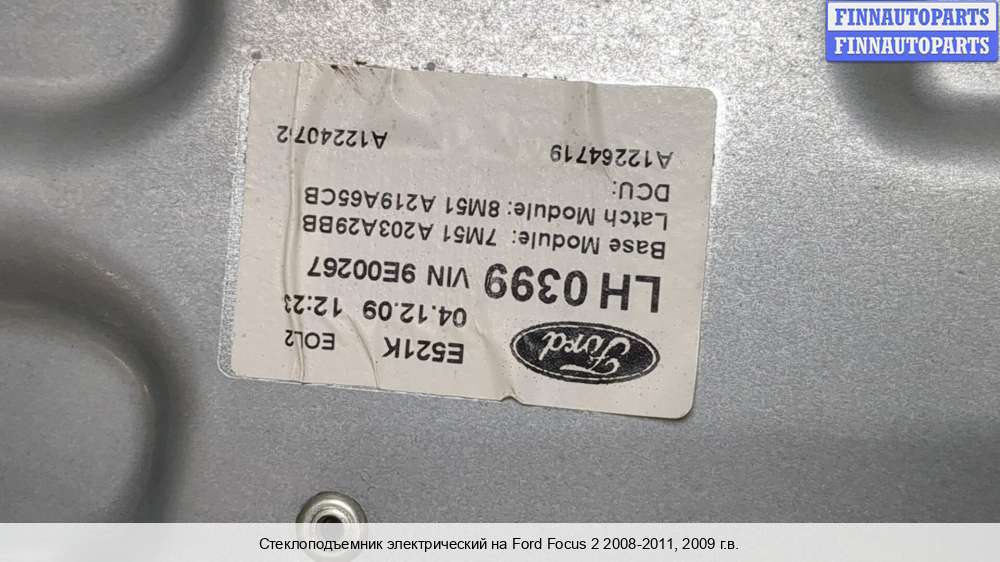 FINNAUTOPARTS
FINNAUTOPARTS
Ford
E521K EOL2
04.12.09 12:23
LH 0399 VIN 9E00267
Base Module: 7M51 A203A29BB
Latch Module: 8M51 A219A65CB
DCU:
A12264719 A1224072
Стеклоподъемник электрический на Ford Focus 2 2008-2011, 2009 г.в.